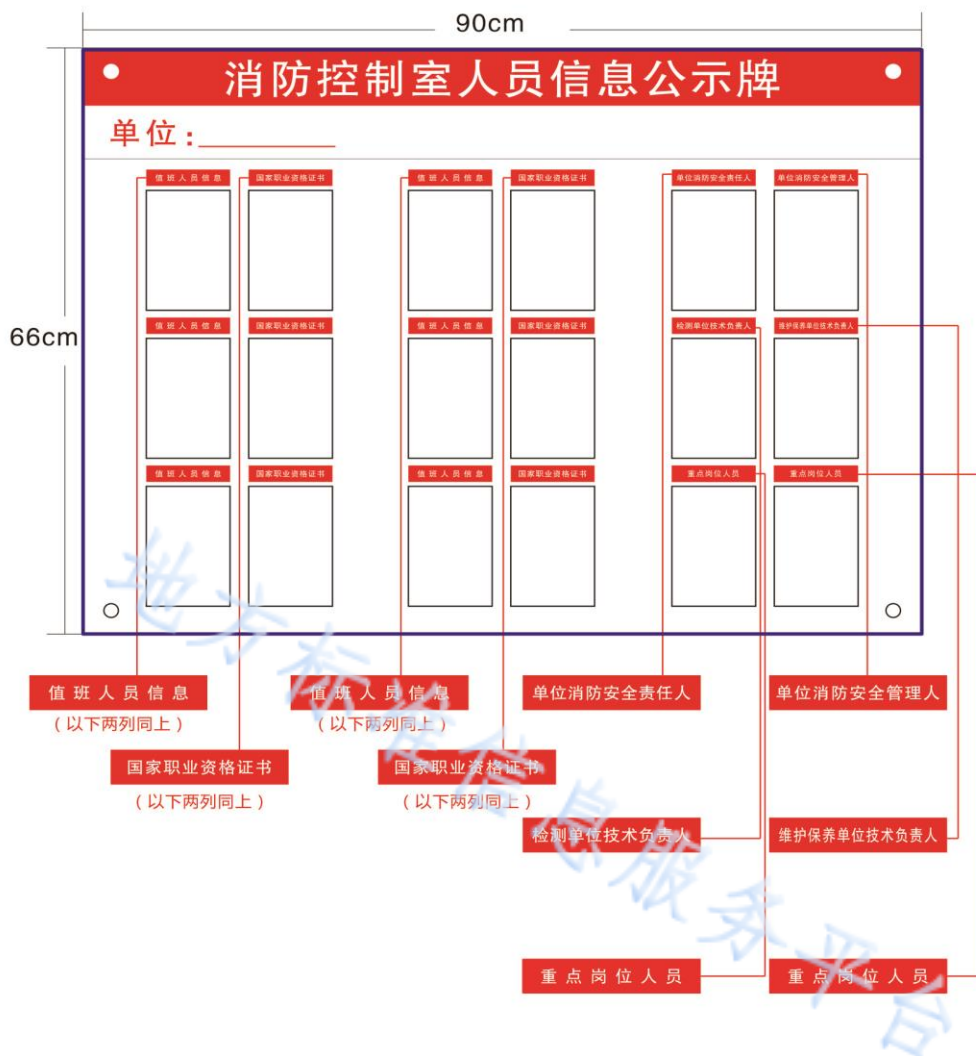 90cm
消防控制室人员信息公示牌
单位：
值班人员信息 国家职业资格证书 值班人员信息 国家职业资格证书 单位消防安全责任人 单位消防安全管理人
66cm
值班人员信息 国家职业资格证书 值班人员信息 国家职业资格证书 检测单位技术负责人 维护保养单位技术负责人
值班人员信息 国家职业资格证书 值班人员信息 国家职业资格证书 重点岗位人员 重点岗位人员
值班人员信息 值班人员信息 单位消防安全责任人 单位消防安全管理人
（以下两列同上） （以下两列同上）
国家职业资格证书 国家职业资格证书
（以下两列同上） （以下两列同上）
检测单位技术负责人 维护保养单位技术负责人
重点岗位人员 重点岗位人员
地方标准信息服务平台